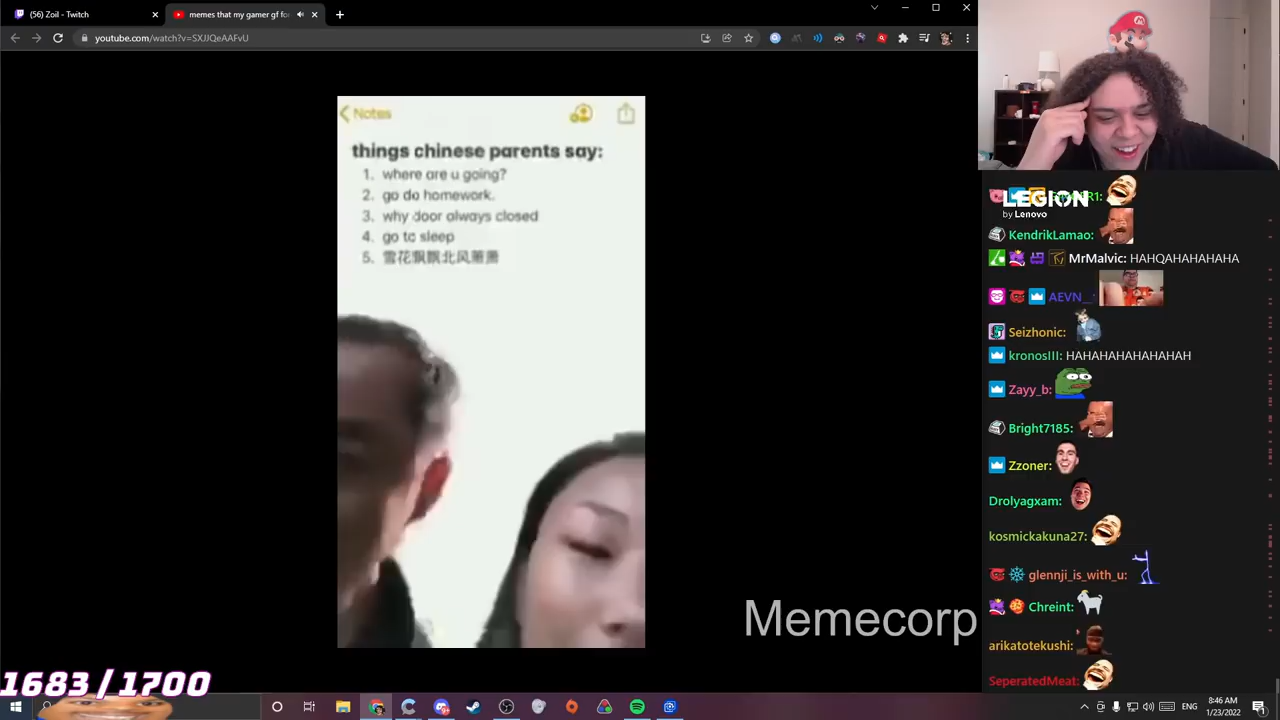 (56) Zoil - Twitch
memes that my gamer gf for
youtube.com/watch?v=SXJJQeAAFvU
Notes
things chinese parents say:
1. where are u going?
2. go do homework.
3. why door always closed
4. go to sleep
5. 雪花飘飘北风萧萧
Memecorp
1683/1700
LEGION
by Lenovo
KendrikLamao:
MrMalvic: HAHQAHAHAHAHA
AEVN__:
Seizhonic:
kronosIII: HAHAHAHAHAHAHAH
Zayy_b:
Bright7185:
Zzoner:
Drolyagxam:
kosmickakuna27:
glennji_is_with_u:
Chreint:
arikatotekushi:
SeperatedMeat:
8:46 AM
1/23/2022